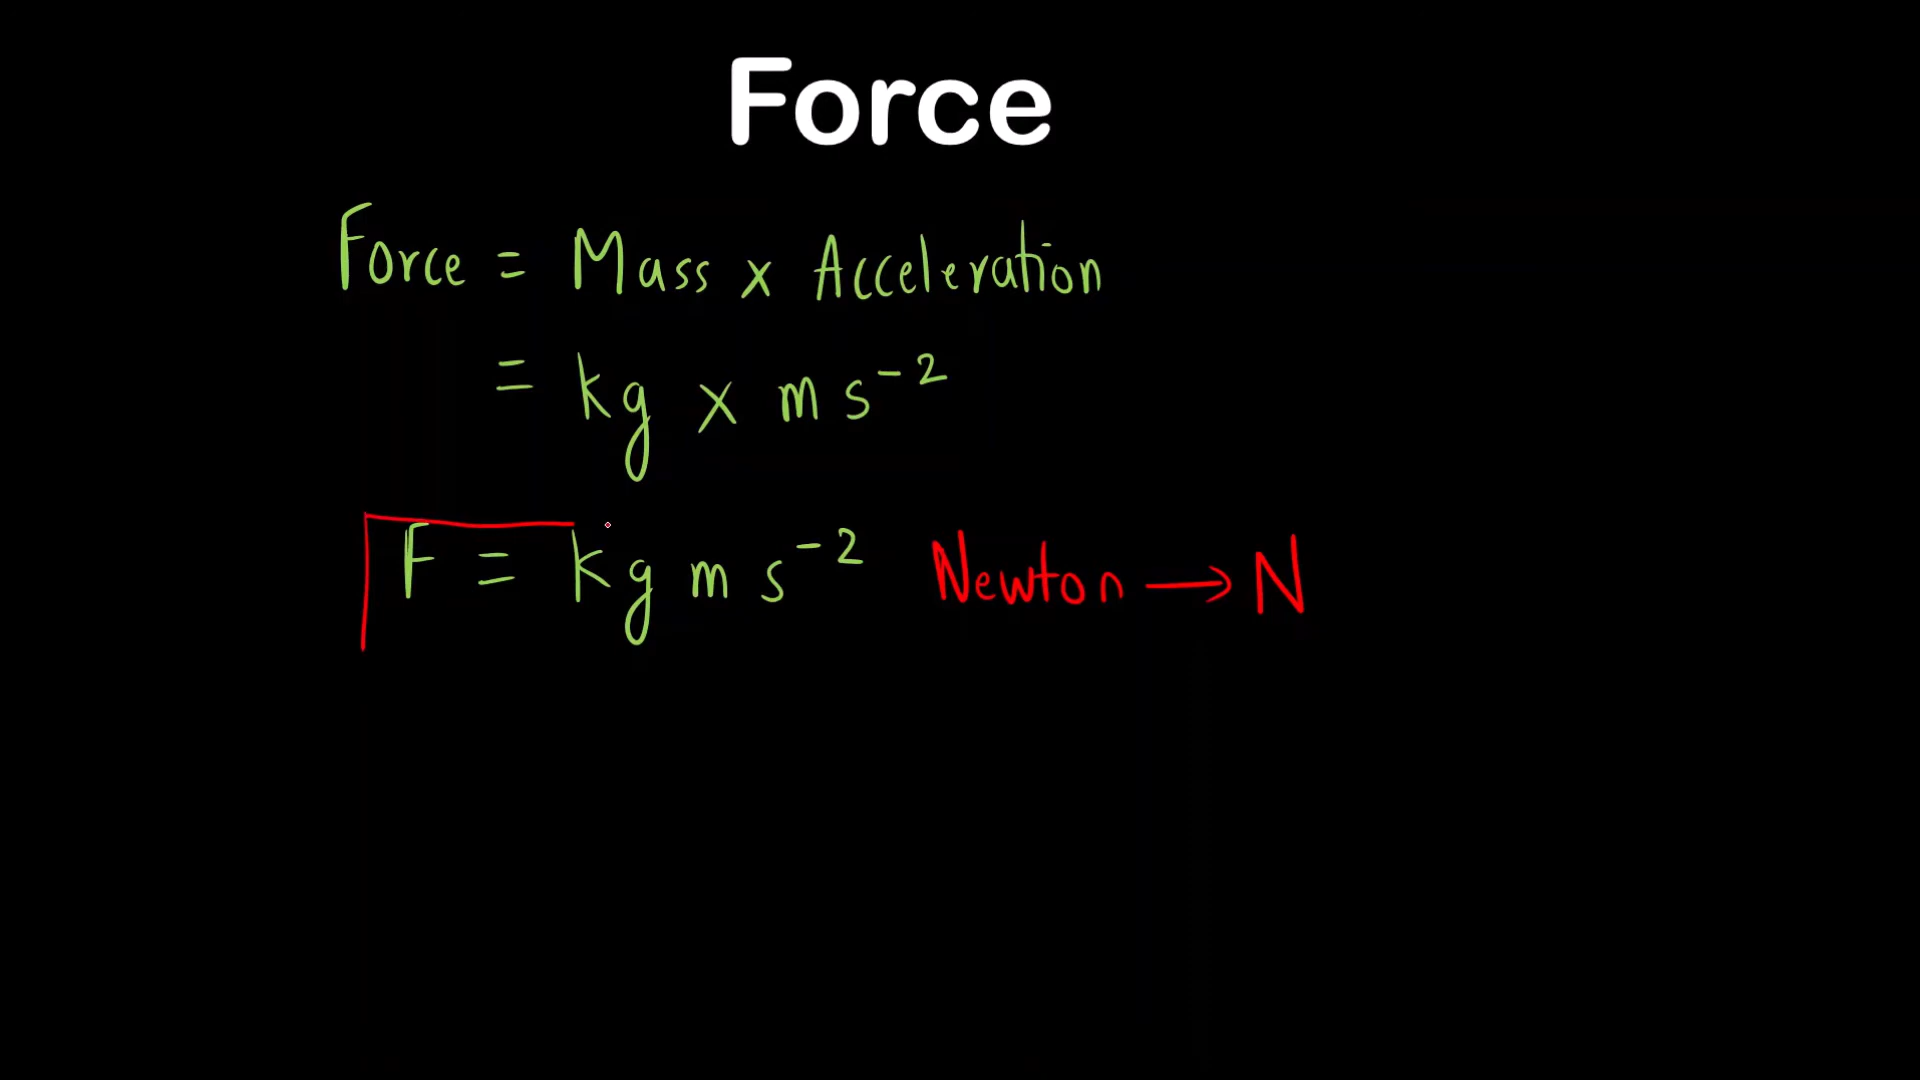 Force
Force = Mass x Acceleration
= kg x m s⁻²
F = kg m s⁻² Newton → N